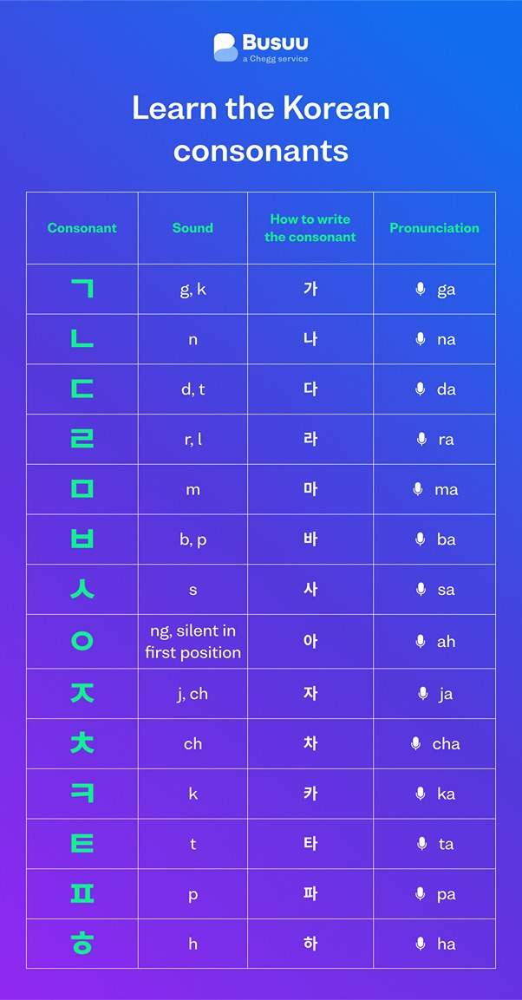 Busuu
a Chegg service
Learn the Korean
consonants
Consonant Sound How to write the consonant Pronunciation
ㄱ g, k 가 ga
ㄴ n 나 na
ㄷ d, t 다 da
ㄹ r, l 라 ra
ㅁ m 마 ma
ㅂ b, p 바 ba
ㅅ s 사 sa
ㅇ ng, silent in first position 아 ah
ㅈ j, ch 자 ja
ㅊ ch 차 cha
ㅋ k 카 ka
ㅌ t 타 ta
ㅍ p 파 pa
ㅎ h 하 ha